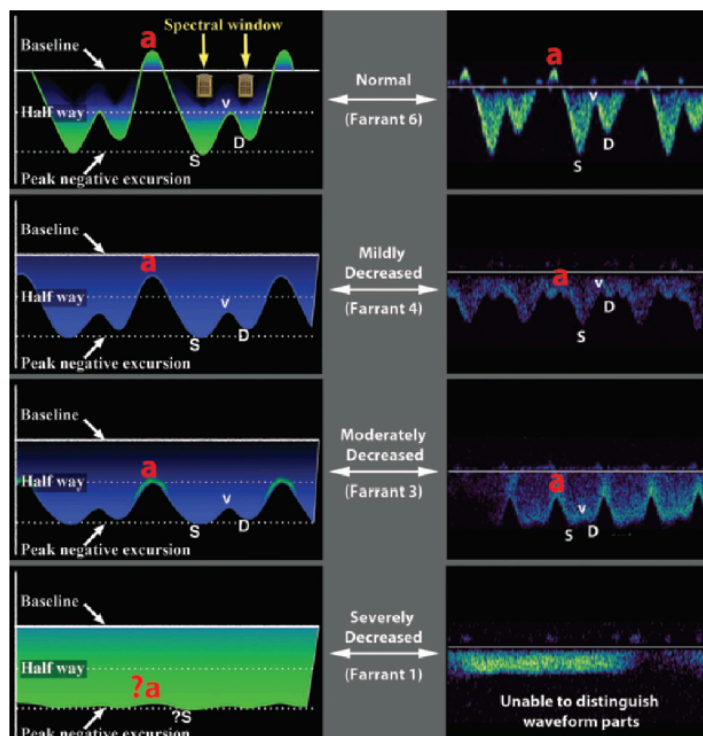 Baseline
a
Spectral window
Half way
v
S
D
Peak negative excursion
Normal
(Farrant 6)
a
v
D
S
Baseline
a
Half way
v
S
D
Peak negative excursion
Mildly
Decreased
(Farrant 4)
a
v
D
S
Baseline
a
Half way
v
S
D
Peak negative excursion
Moderately
Decreased
(Farrant 3)
a
v
S
D
Baseline
Half way
?a
?S
Peak negative excursion
Severely
Decreased
(Farrant 1)
Unable to distinguish
waveform parts